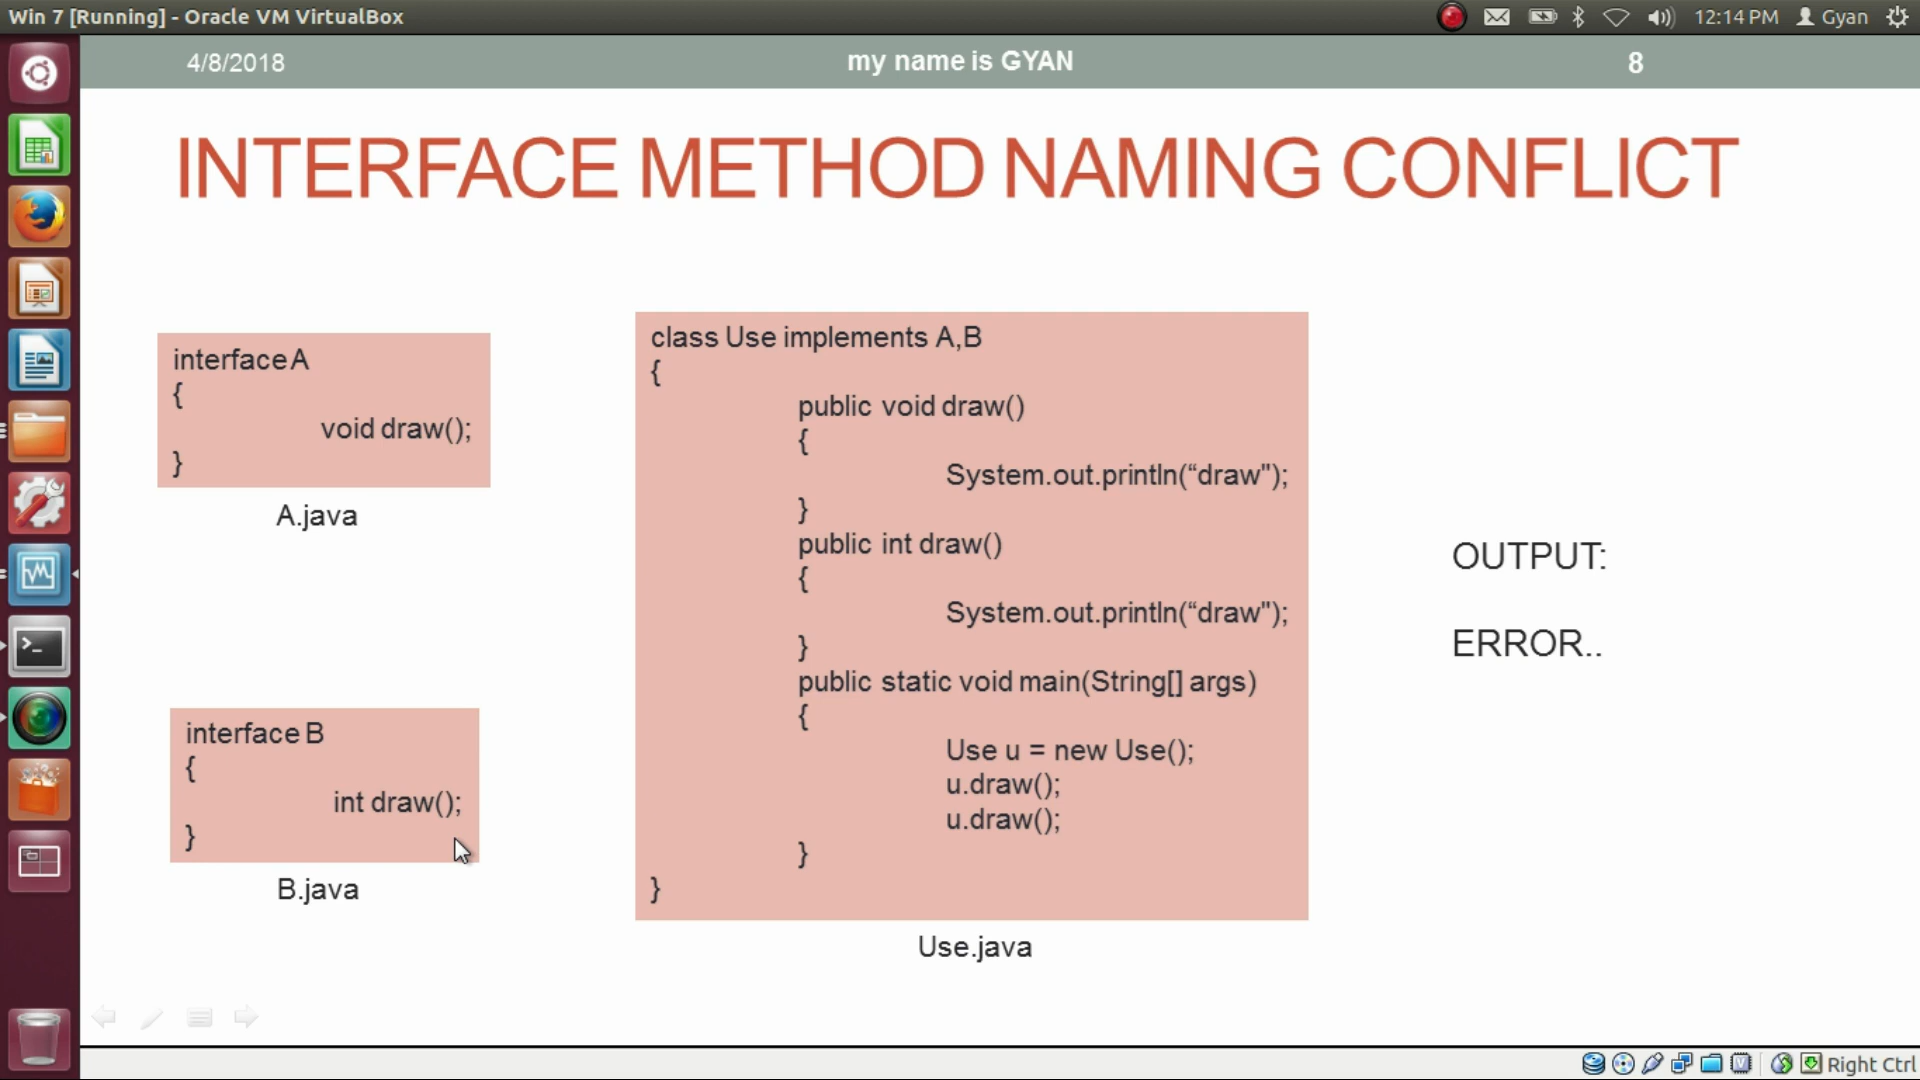 Win 7 [Running] - Oracle VM VirtualBox
12:14 PM
Gyan
4/8/2018
my name is GYAN
8
INTERFACE METHOD NAMING CONFLICT
interface A
{
void draw();
}
A.java
interface B
{
int draw();
}
B.java
class Use implements A,B
{
public void draw()
{
System.out.println(“draw");
}
public int draw()
{
System.out.println(“draw");
}
public static void main(String[] args)
{
Use u = new Use();
u.draw();
u.draw();
}
}
Use.java
OUTPUT:
ERROR..
Right Ctrl